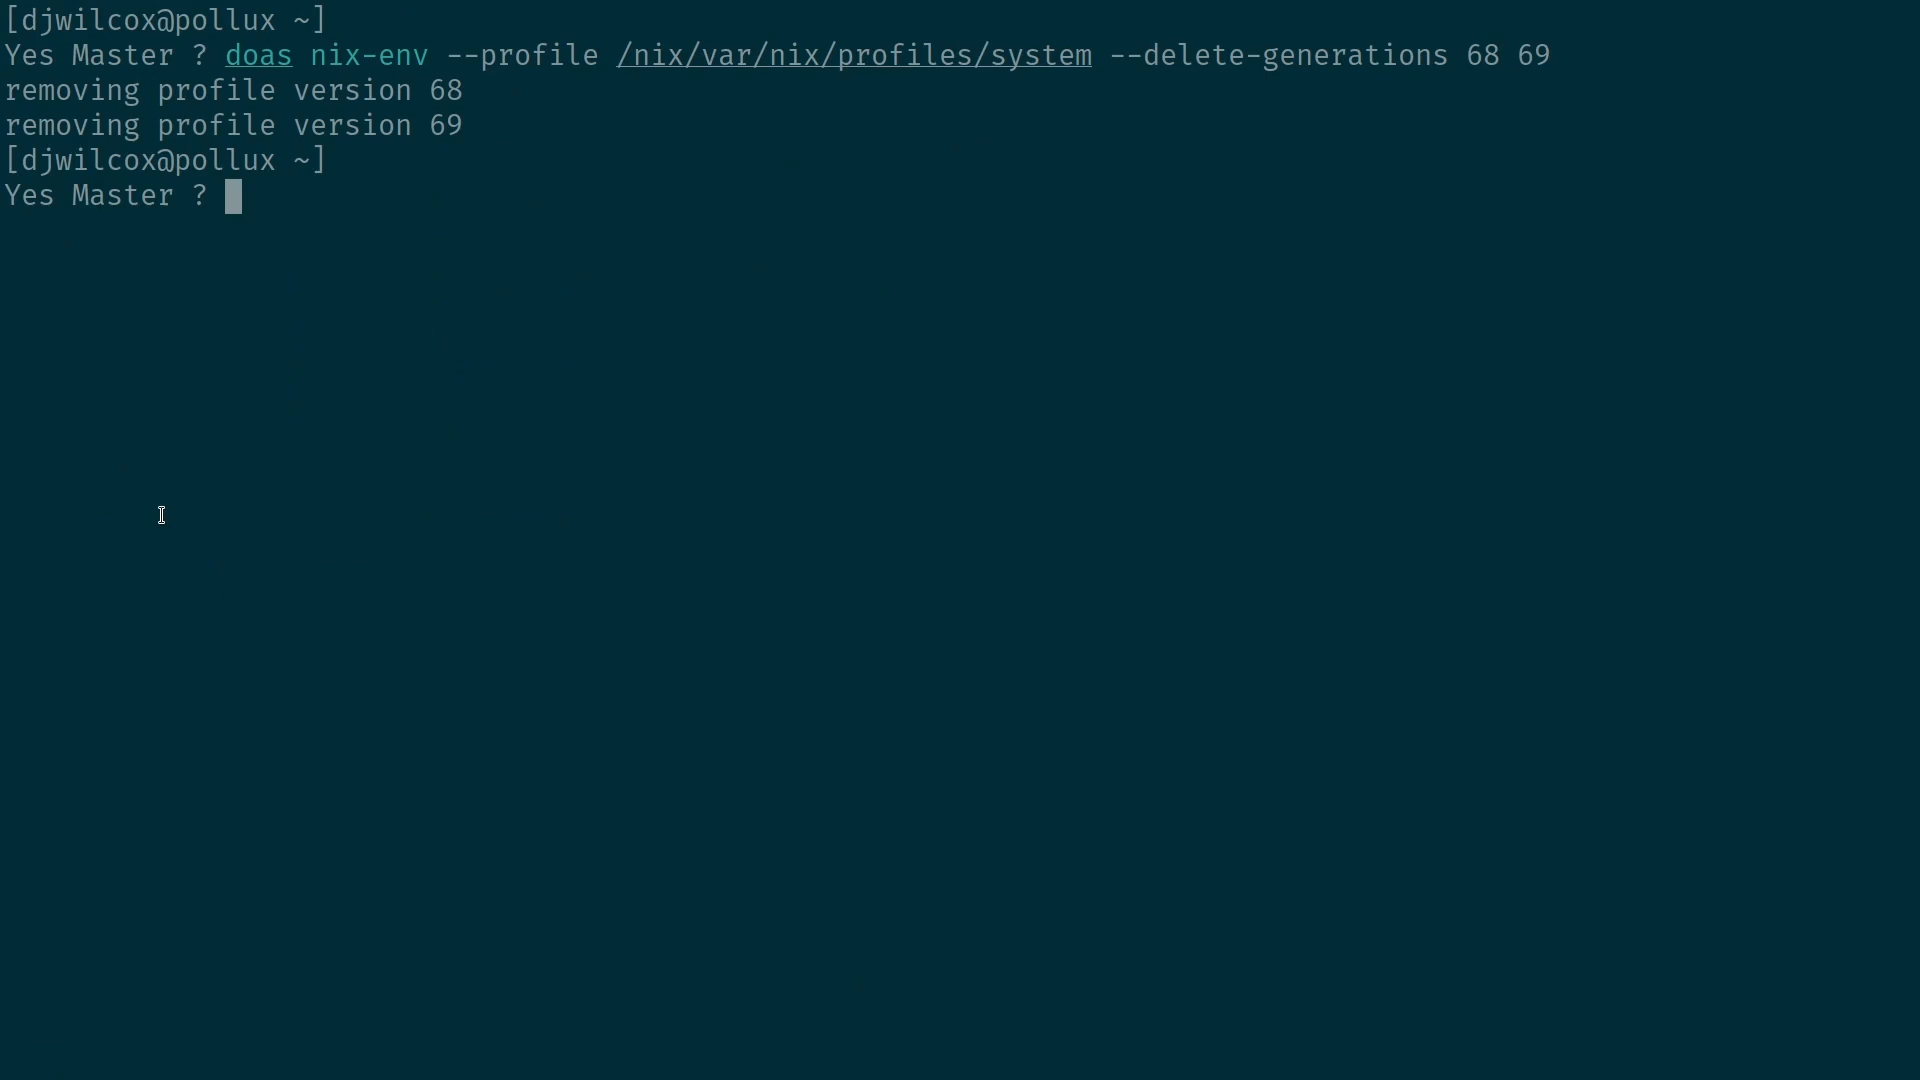 [djwilcox@pollux ~]
Yes Master ? doas nix-env --profile /nix/var/nix/profiles/system --delete-generations 68 69
removing profile version 68
removing profile version 69
[djwilcox@pollux ~]
Yes Master ?